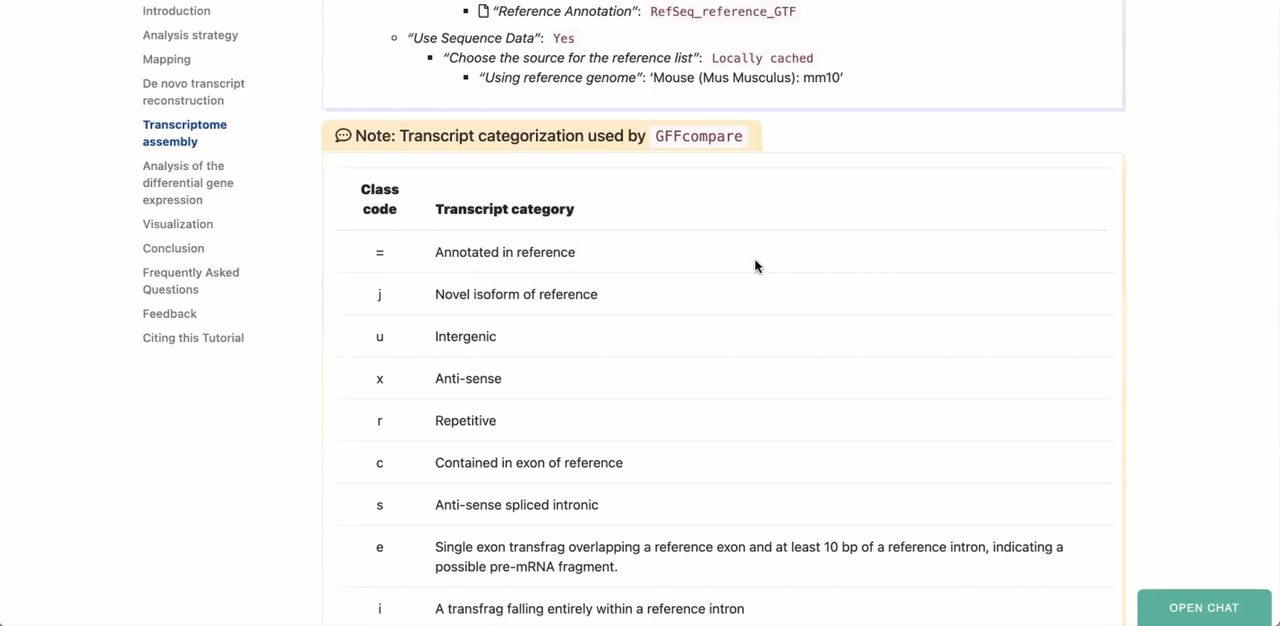 Introduction
Analysis strategy
Mapping
De novo transcript
reconstruction
Transcriptome
assembly
Analysis of the
differential gene
expression
Visualization
Conclusion
Frequently Asked
Questions
Feedback
Citing this Tutorial
“Reference Annotation”: RefSeq_reference_GTF
“Use Sequence Data”: Yes
“Choose the source for the reference list”: Locally cached
“Using reference genome”: ‘Mouse (Mus Musculus): mm10’
Note: Transcript categorization used by GFFcompare
Class
code Transcript category
= Annotated in reference
j Novel isoform of reference
u Intergenic
x Anti-sense
r Repetitive
c Contained in exon of reference
s Anti-sense spliced intronic
e Single exon transfrag overlapping a reference exon and at least 10 bp of a reference intron, indicating a
possible pre-mRNA fragment.
i A transfrag falling entirely within a reference intron
OPEN CHAT